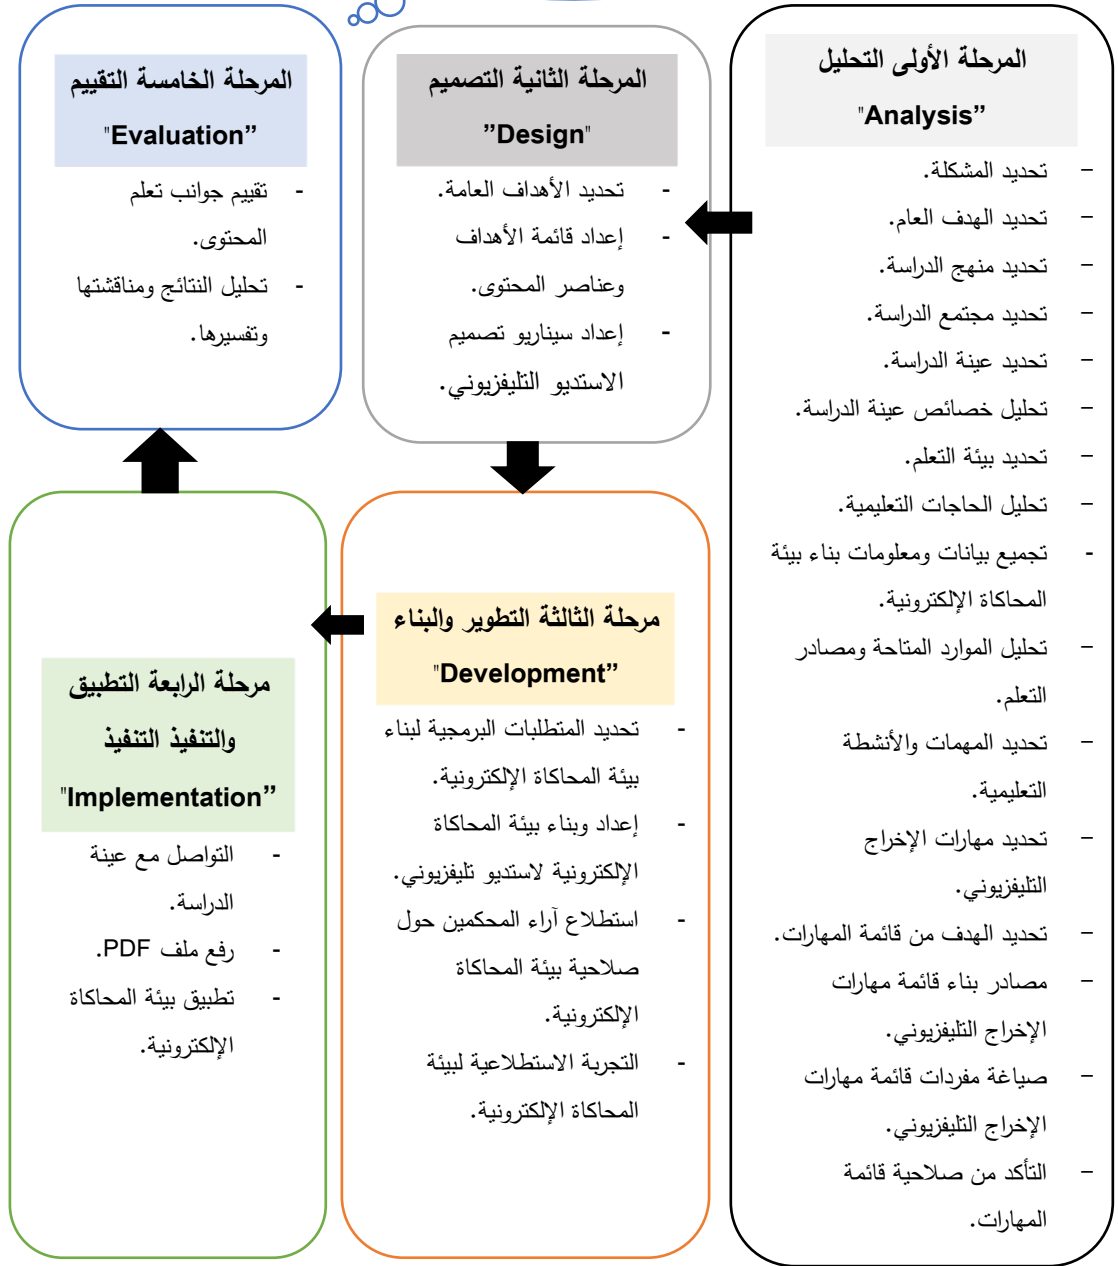 المرحلة الأولى التحليل
"Analysis”
– تحديد المشكلة.
– تحديد الهدف العام.
– تحديد منهج الدراسة.
– تحديد مجتمع الدراسة.
– تحديد عينة الدراسة.
– تحليل خصائص عينة الدراسة.
– تحديد بيئة التعلم.
– تحليل الحاجات التعليمية.
- تجميع بيانات ومعلومات بناء بيئة
المحاكاة الإلكترونية.
– تحليل الموارد المتاحة ومصادر
التعلم.
– تحديد المهمات والأنشطة
التعليمية.
– تحديد مهارات الإخراج
التليفزيوني.
– تحديد الهدف من قائمة المهارات.
– مصادر بناء قائمة مهارات
الإخراج التليفزيوني.
– صياغة مفردات قائمة مهارات
الإخراج التليفزيوني.
– التأكد من صلاحية قائمة
المهارات.
المرحلة الثانية التصميم
”Design"
- تحديد الأهداف العامة.
- إعداد قائمة الأهداف
وعناصر المحتوى.
- إعداد سيناريو تصميم
الاستديو التليفزيوني.
مرحلة الثالثة التطوير والبناء
"Development”
- تحديد المتطلبات البرمجية لبناء
بيئة المحاكاة الإلكترونية.
- إعداد وبناء بيئة المحاكاة
الإلكترونية لاستديو تليفزيوني.
- استطلاع آراء المحكمين حول
صلاحية بيئة المحاكاة
الإلكترونية.
- التجربة الاستطلاعية لبيئة
المحاكاة الإلكترونية.
مرحلة الرابعة التطبيق
والتنفيذ التنفيذ
"Implementation”
- التواصل مع عينة
الدراسة.
- رفع ملف PDF.
- تطبيق بيئة المحاكاة
الإلكترونية.
المرحلة الخامسة التقييم
"Evaluation”
- تقييم جوانب تعلم
المحتوى.
- تحليل النتائج ومناقشتها
وتفسيرها.